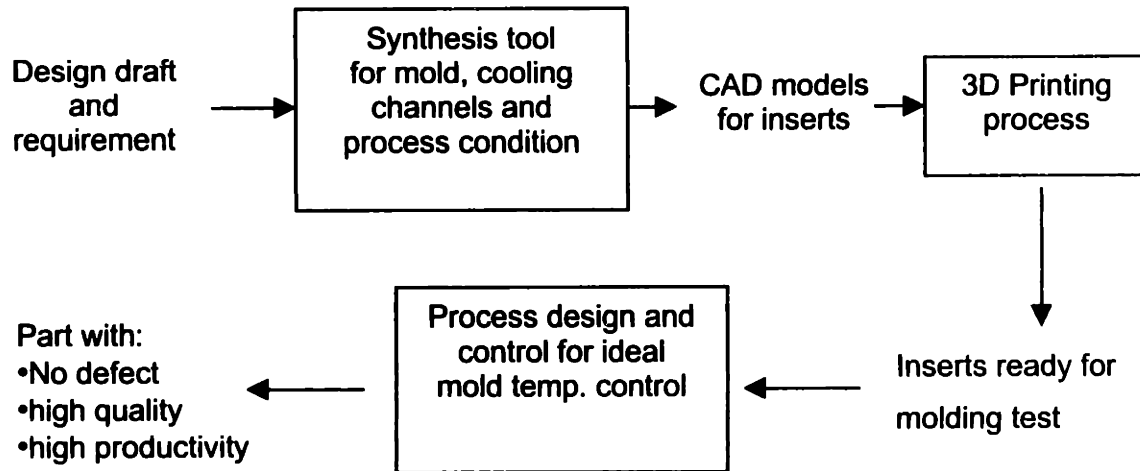 Design draft
and
requirement
Synthesis tool
for mold, cooling
channels and
process condition
CAD models
for inserts
3D Printing
process
Inserts ready for
molding test
Process design and
control for ideal
mold temp. control
Part with:
•No defect
•high quality
•high productivity